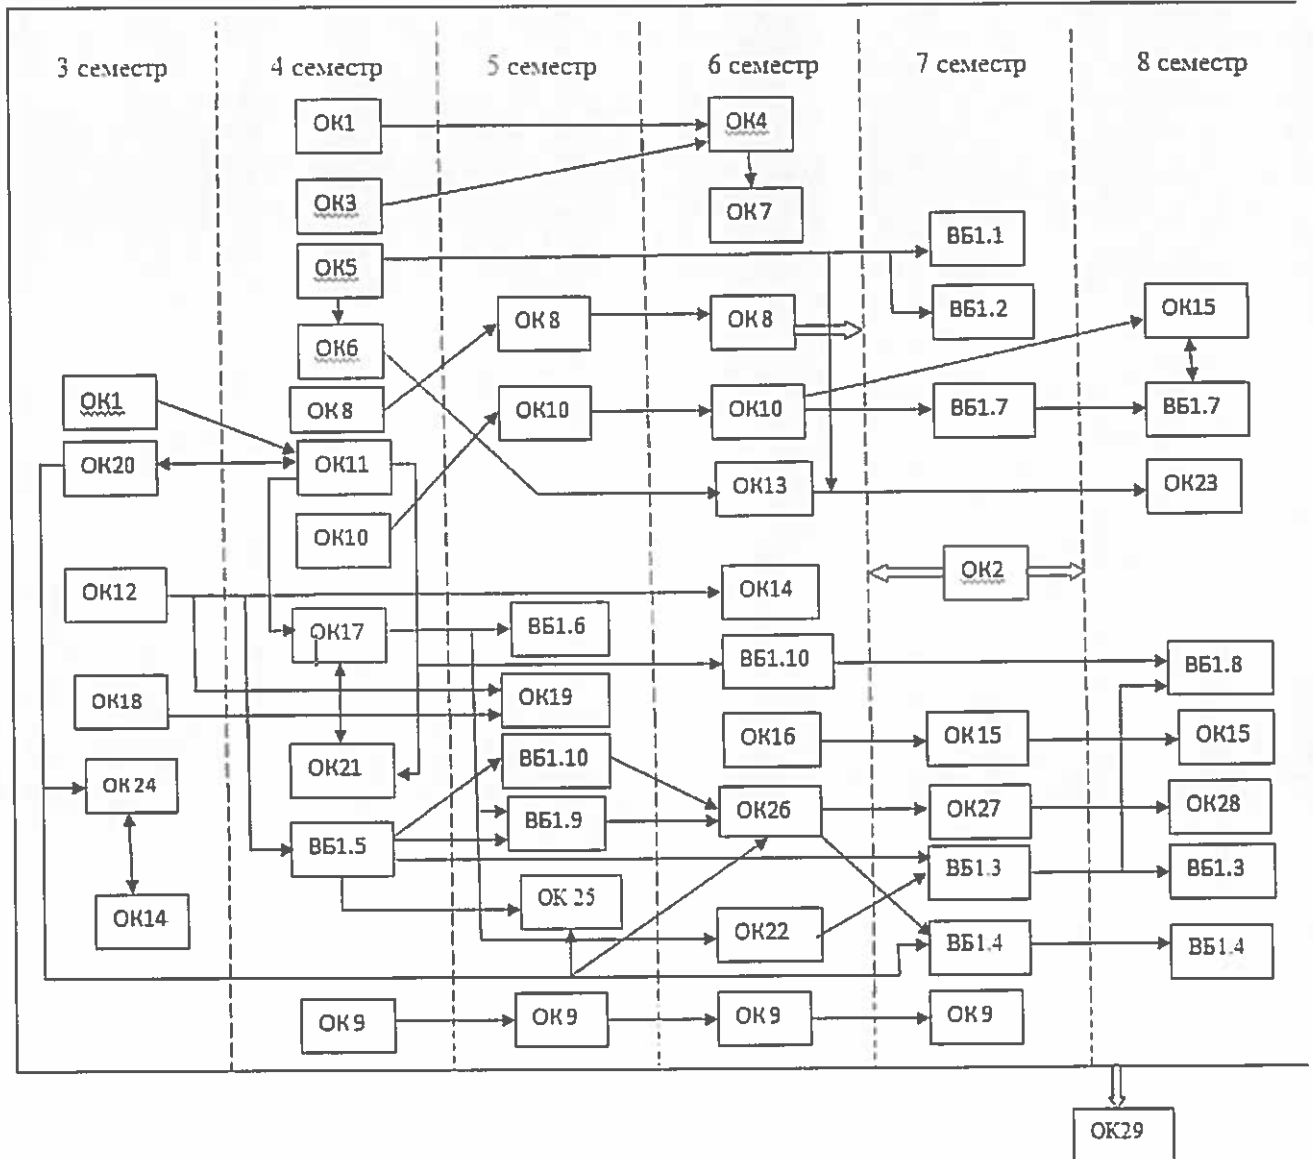 3 семестр
4 семестр
5 семестр
6 семестр
7 семестр
8 семестр
ОК1
ОК20
ОК12
ОК18
ОК24
ОК14
ОК1
ОК3
ОК5
ОК6
ОК8
ОК11
ОК10
ОК17
ОК21
ВБ1.5
ОК9
ОК8
ОК10
ВБ1.6
ОК19
ВБ1.10
ВБ1.9
ОК 25
ОК9
ОК4
ОК7
ОК8
ОК10
ОК13
ОК14
ВБ1.10
ОК16
ОК26
ОК22
ОК9
ВБ1.1
ВБ1.2
ВБ1.7
ОК2
ОК15
ОК27
ВБ1.3
ВБ1.4
ОК9
ОК15
ВБ1.7
ОК23
ВБ1.8
ОК15
ОК28
ВБ1.3
ВБ1.4
ОК29